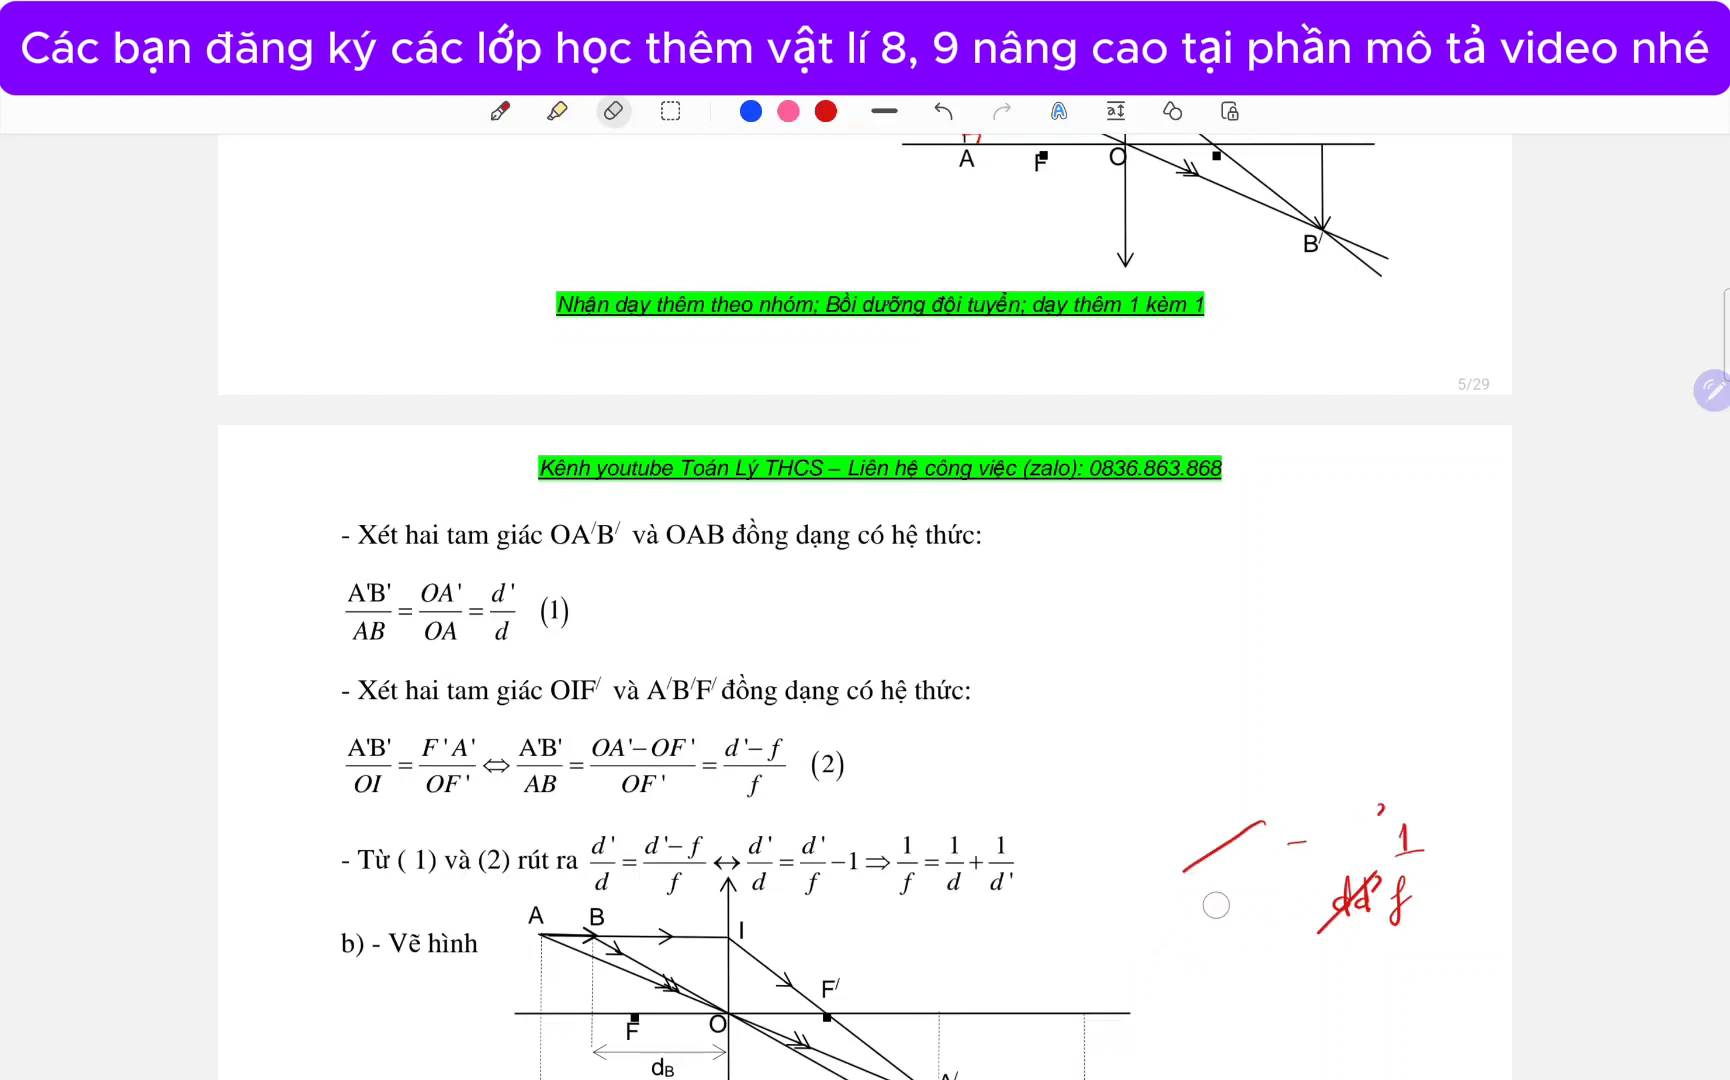 Các bạn đăng ký các lớp học thêm vật lí 8, 9 nâng cao tại phần mô tả video nhé
A F O
B/
Nhận dạy thêm theo nhóm; Bồi dưỡng đội tuyển; dạy thêm 1 kèm 1
5/29
Kênh youtube Toán Lý THCS – Liên hệ công việc (zalo): 0836.863.868
- Xét hai tam giác OA/B/ và OAB đồng dạng có hệ thức:
A'B'/AB = OA'/OA = d'/d (1)
- Xét hai tam giác OIF/ và A/B/F/ đồng dạng có hệ thức:
A'B'/OI = F'A'/OF' ⇔ A'B'/AB = (OA'−OF')/OF' = (d'−f)/f (2)
- Từ ( 1) và (2) rút ra d'/d = (d'−f)/f ↔ d'/d = d'/f −1 ⇒ 1/f = 1/d + 1/d'
1
dd' f
A B I
b) - Vẽ hình
F/
F O
dB
A/